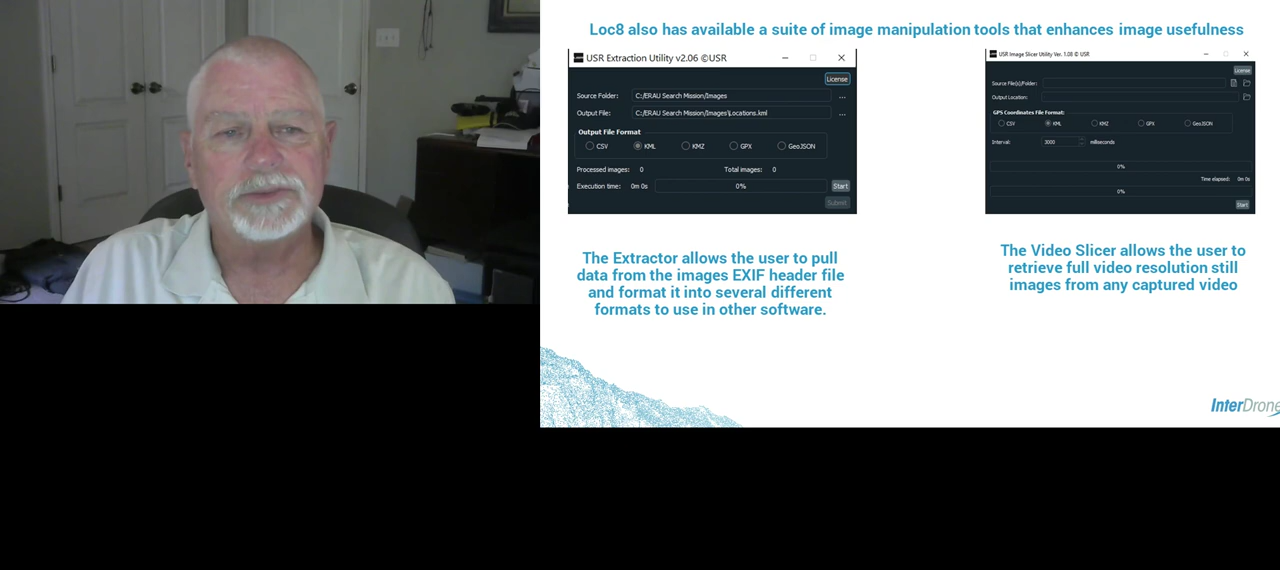 Loc8 also has available a suite of image manipulation tools that enhances image usefulness
USR Extraction Utility v2.06 ©USR
License
Source Folder: C:/ERAU Search Mission/Images ...
Output File: C:/ERAU Search Mission/Images\Locations.kml ...
Output File Format
CSV KML KMZ GPX GeoJSON
Processed images: 0 Total images: 0
Execution time: 0m 0s 0% Start
Submit
The Extractor allows the user to pull
data from the images EXIF header file
and format it into several different
formats to use in other software.
USR Image Slicer Utility Ver. 1.08 © USR
License
Source File(s)/Folder:
Output Location:
GPS Coordinates File Format:
CSV KML KMZ GPX GeoJSON
Interval: 3000 milliseconds
0%
Time elapsed: 0m 0s
0%
Start
The Video Slicer allows the user to
retrieve full video resolution still
images from any captured video
InterDrone